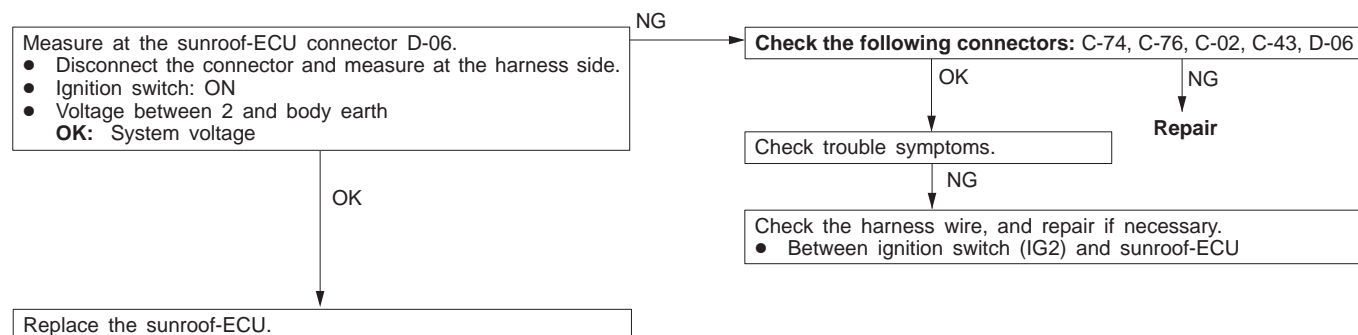 Measure at the sunroof-ECU connector D-06.
● Disconnect the connector and measure at the harness side.
● Ignition switch: ON
● Voltage between 2 and body earth
OK: System voltage
NG
Check the following connectors: C-74, C-76, C-02, C-43, D-06
OK
NG
Repair
Check trouble symptoms.
NG
Check the harness wire, and repair if necessary.
● Between ignition switch (IG2) and sunroof-ECU
OK
Replace the sunroof-ECU.